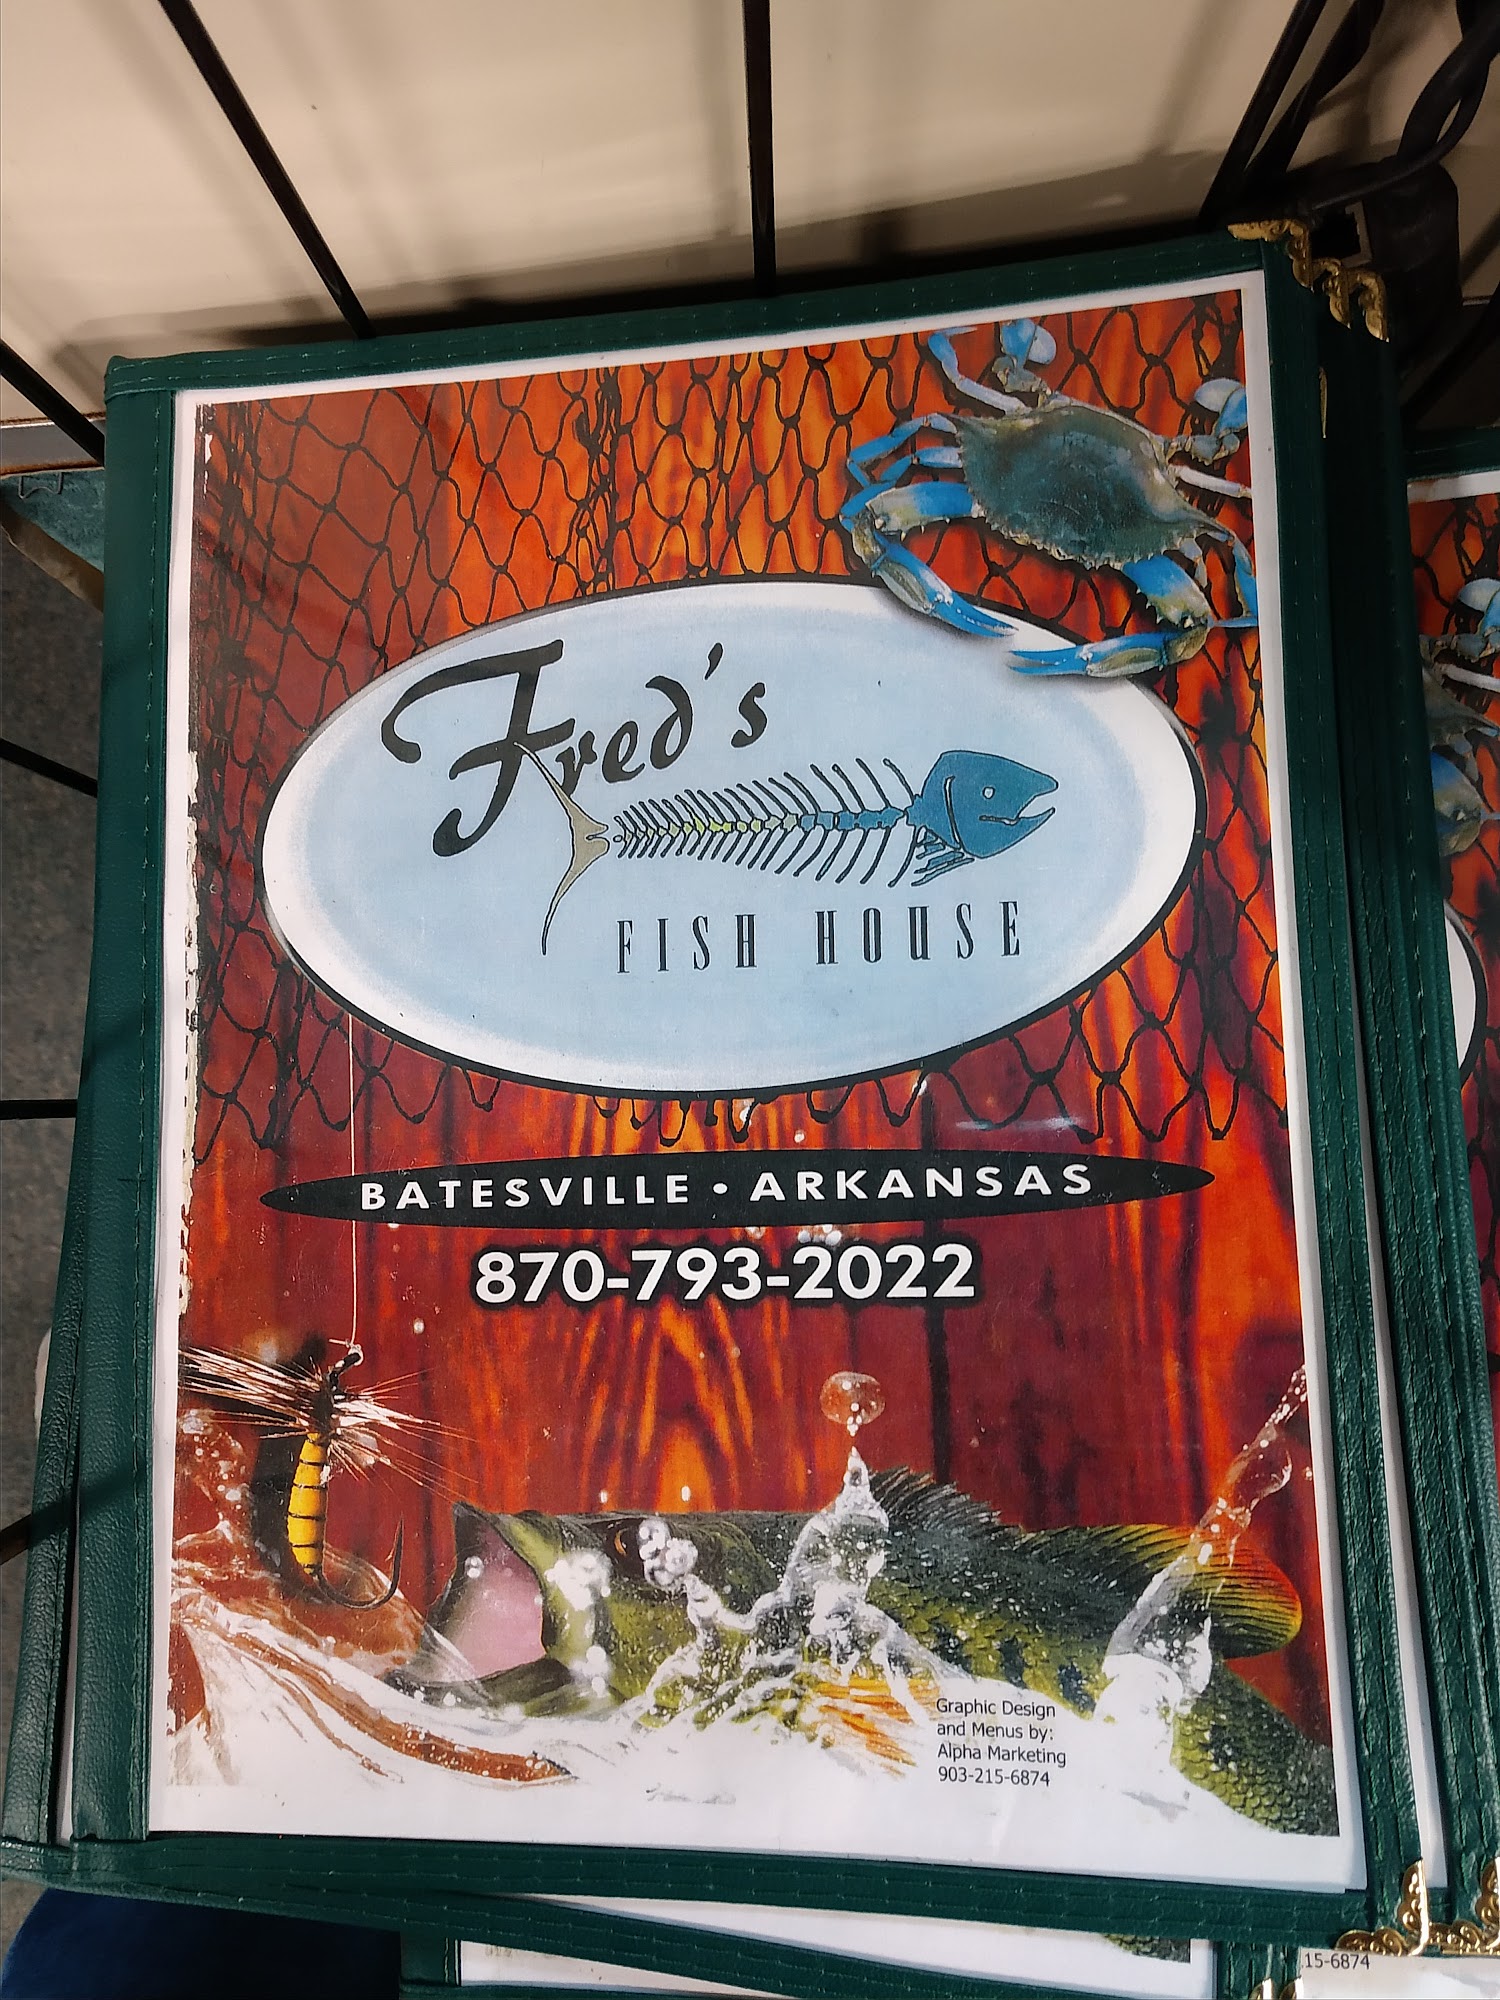 Fred's
FISH HOUSE
BATESVILLE • ARKANSAS
870-793-2022
Graphic Design
and Menus by:
Alpha Marketing
903-215-6874
15-6874